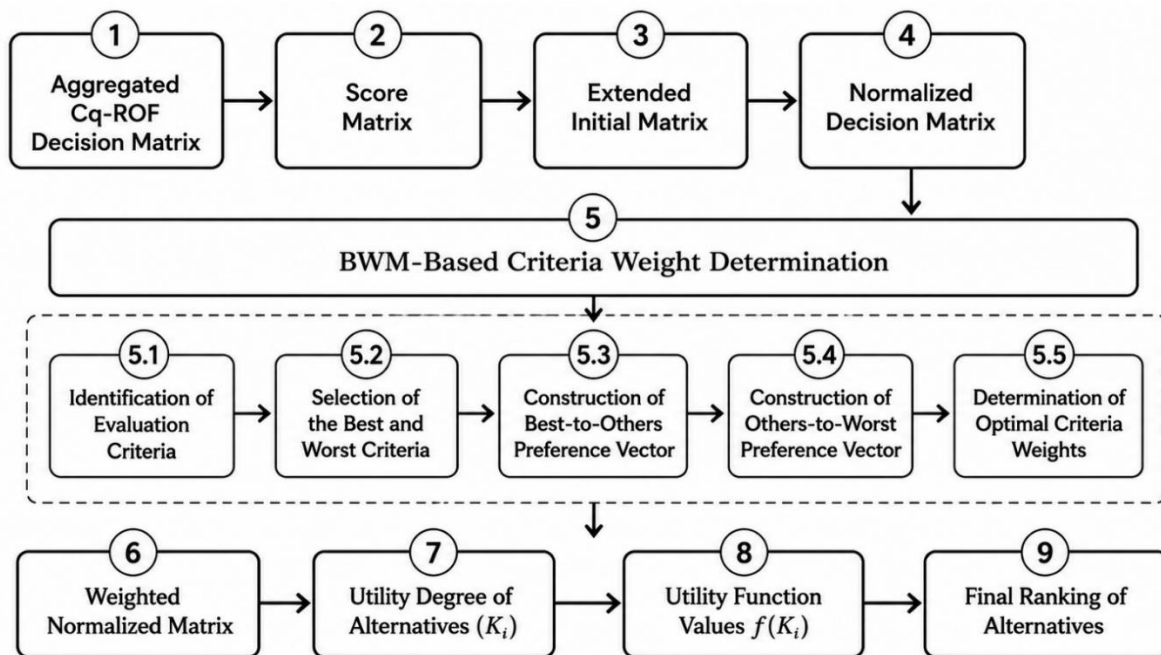 1
Aggregated
Cq-ROF
Decision Matrix
2
Score
Matrix
3
Extended
Initial Matrix
4
Normalized
Decision Matrix
5
BWM-Based Criteria Weight Determination
5.1
Identification of
Evaluation
Criteria
5.2
Selection of
the Best and
Worst Criteria
5.3
Construction of
Best-to-Others
Preference Vector
5.4
Construction of
Others-to-Worst
Preference Vector
5.5
Determination of
Optimal Criteria
Weights
6
Weighted
Normalized Matrix
7
Utility Degree of
Alternatives (K_i)
8
Utility Function
Values f(K_i)
9
Final Ranking of
Alternatives